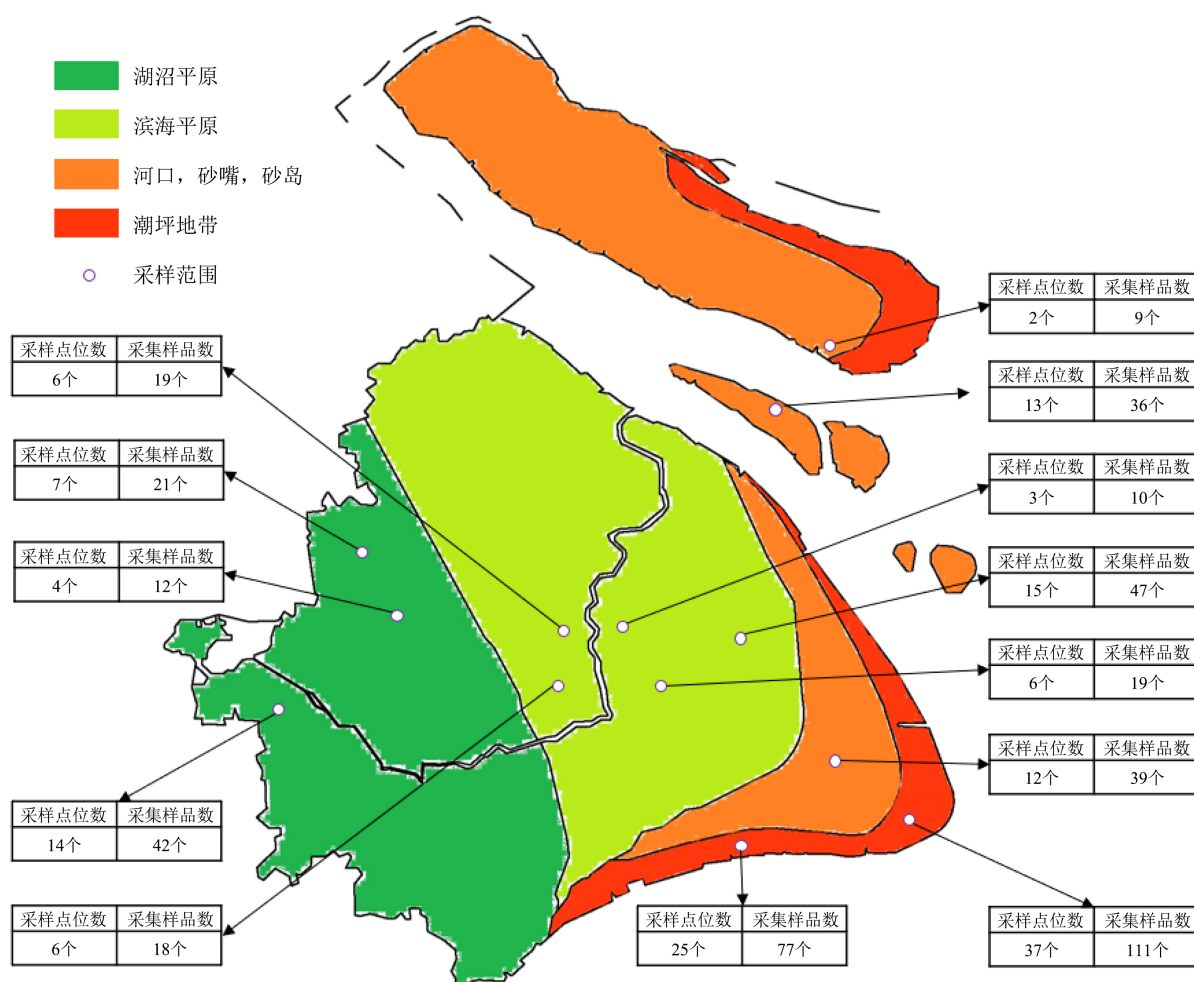 湖沼平原
滨海平原
河口，砂嘴，砂岛
潮坪地带
采样范围
采样点位数 采集样品数
6个 19个
采样点位数 采集样品数
7个 21个
采样点位数 采集样品数
4个 12个
采样点位数 采集样品数
14个 42个
采样点位数 采集样品数
6个 18个
采样点位数 采集样品数
2个 9个
采样点位数 采集样品数
13个 36个
采样点位数 采集样品数
3个 10个
采样点位数 采集样品数
15个 47个
采样点位数 采集样品数
6个 19个
采样点位数 采集样品数
12个 39个
采样点位数 采集样品数
25个 77个
采样点位数 采集样品数
37个 111个